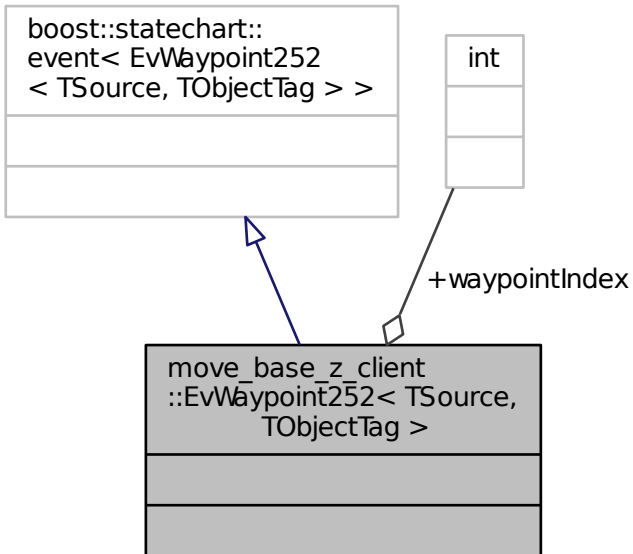 boost::statechart::
event< EvWaypoint252
< TSource, TObjectTag > >
int
+waypointIndex
move_base_z_client
::EvWaypoint252< TSource,
TObjectTag >